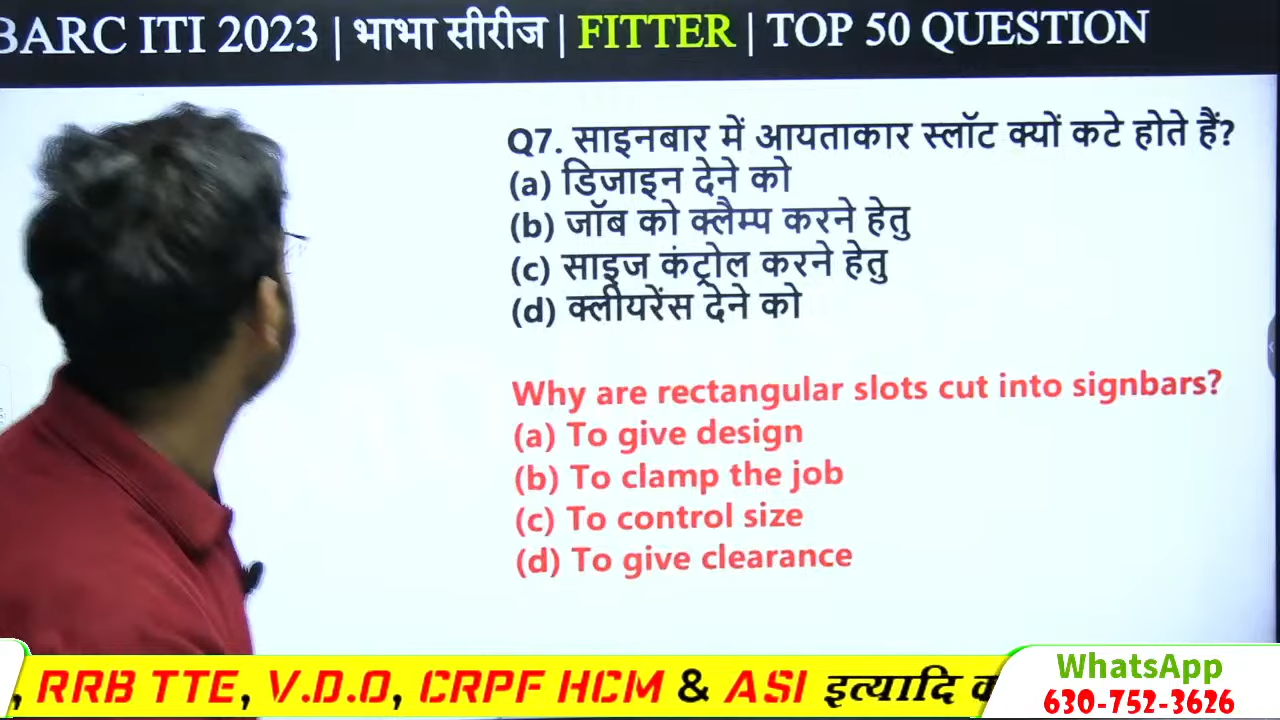 BARC ITI 2023 | भाभा सीरीज | FITTER | TOP 50 QUESTION
Q7. साइनबार में आयताकार स्लॉट क्यों कटे होते हैं?
(a) डिजाइन देने को
(b) जॉब को क्लैम्प करने हेतु
(c) साइज कंट्रोल करने हेतु
(d) क्लीयरेंस देने को
Why are rectangular slots cut into signbars?
(a) To give design
(b) To clamp the job
(c) To control size
(d) To give clearance
, RRB TTE, V.D.O, CRPF HCM & ASI इत्यादि
WhatsApp
630-752-3626